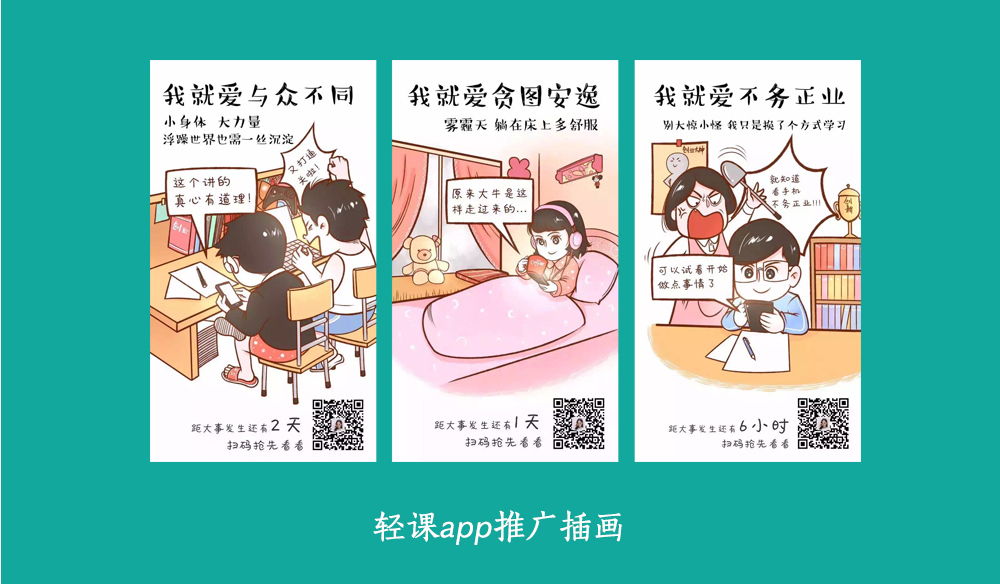 我就爱与众不同
小身体 大力量
浮躁世界也需一丝沉淀
又打通
关啦！
这个讲的
真心有道理！
距大事发生还有2天
扫码抢先看看
我就爱贪图安逸
雾霾天 躺在床上多舒服
原来大牛是这
样走过来的...
距大事发生还有1天
扫码抢先看看
我就爱不务正业
别大惊小怪 我只是换了个方式学习
就知道
看手机
不务正业!!!
可以试着开始
做点事情了
距大事发生还有6小时
扫码抢先看看
轻课app推广插画